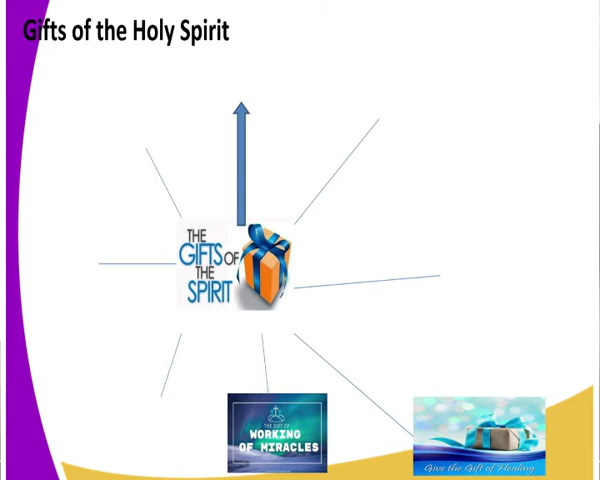 Gifts of the Holy Spirit
THE
GIFTS OF
THE
SPIRIT
THE GIFT OF
WORKING
OF MIRACLES
Give the Gift of Healing